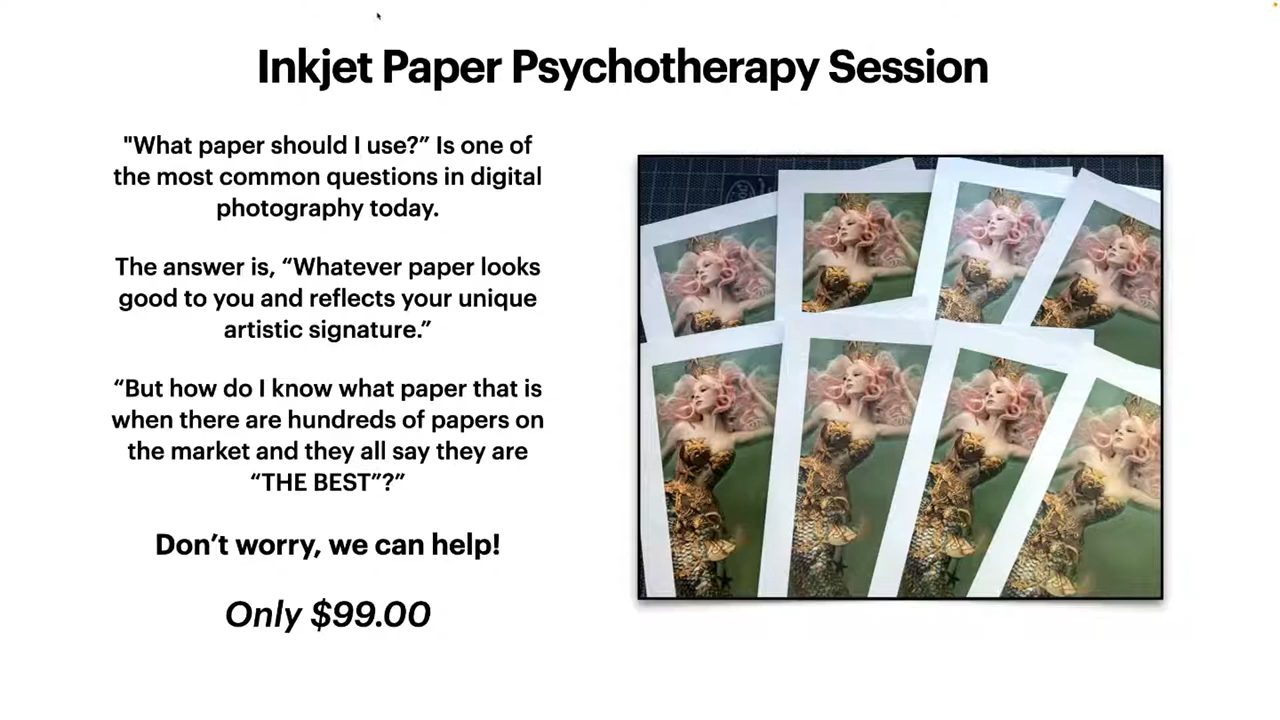 Inkjet Paper Psychotherapy Session
"What paper should I use?” Is one of
the most common questions in digital
photography today.
The answer is, “Whatever paper looks
good to you and reflects your unique
artistic signature.”
“But how do I know what paper that is
when there are hundreds of papers on
the market and they all say they are
“THE BEST”?”
Don’t worry, we can help!
Only $99.00